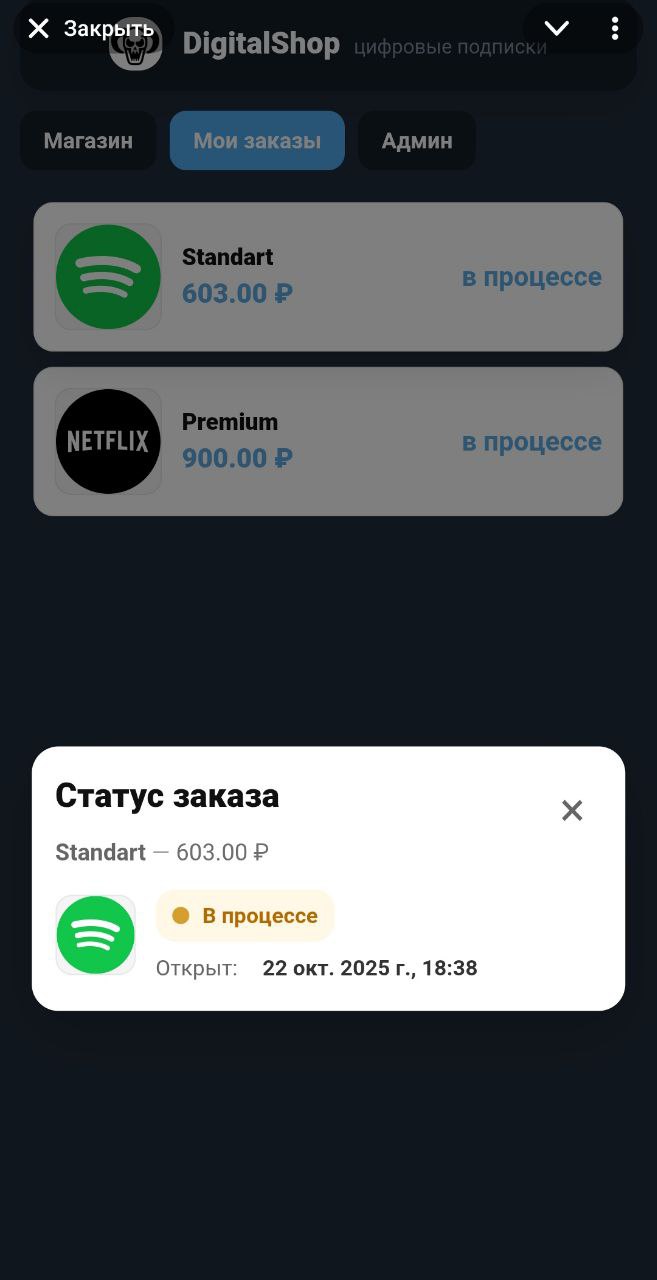 Закрыть
DigitalShop цифровые подписки
Магазин Мои заказы Админ
Standart
603.00 ₽
в процессе
NETFLIX
Premium
900.00 ₽
в процессе
Статус заказа
Standart — 603.00 ₽
В процессе
Открыт: 22 окт. 2025 г., 18:38